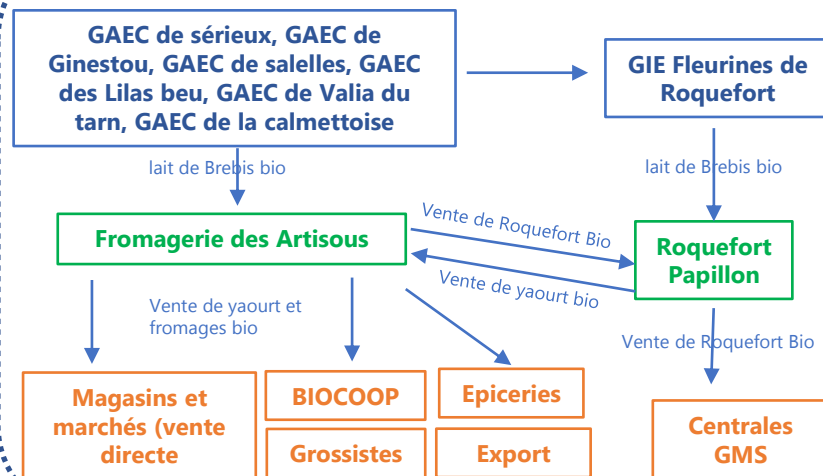 GAEC de sérieux, GAEC de
Ginestou, GAEC de salelles, GAEC
des Lilas beu, GAEC de Valia du
tarn, GAEC de la calmettoise
GIE Fleurines de
Roquefort
lait de Brebis bio
lait de Brebis bio
Fromagerie des Artisous
Vente de Roquefort Bio
Vente de yaourt bio
Roquefort
Papillon
Vente de yaourt et
fromages bio
Vente de Roquefort Bio
Magasins et
marchés (vente
directe
BIOCOOP
Epiceries
Grossistes
Export
Centrales
GMS